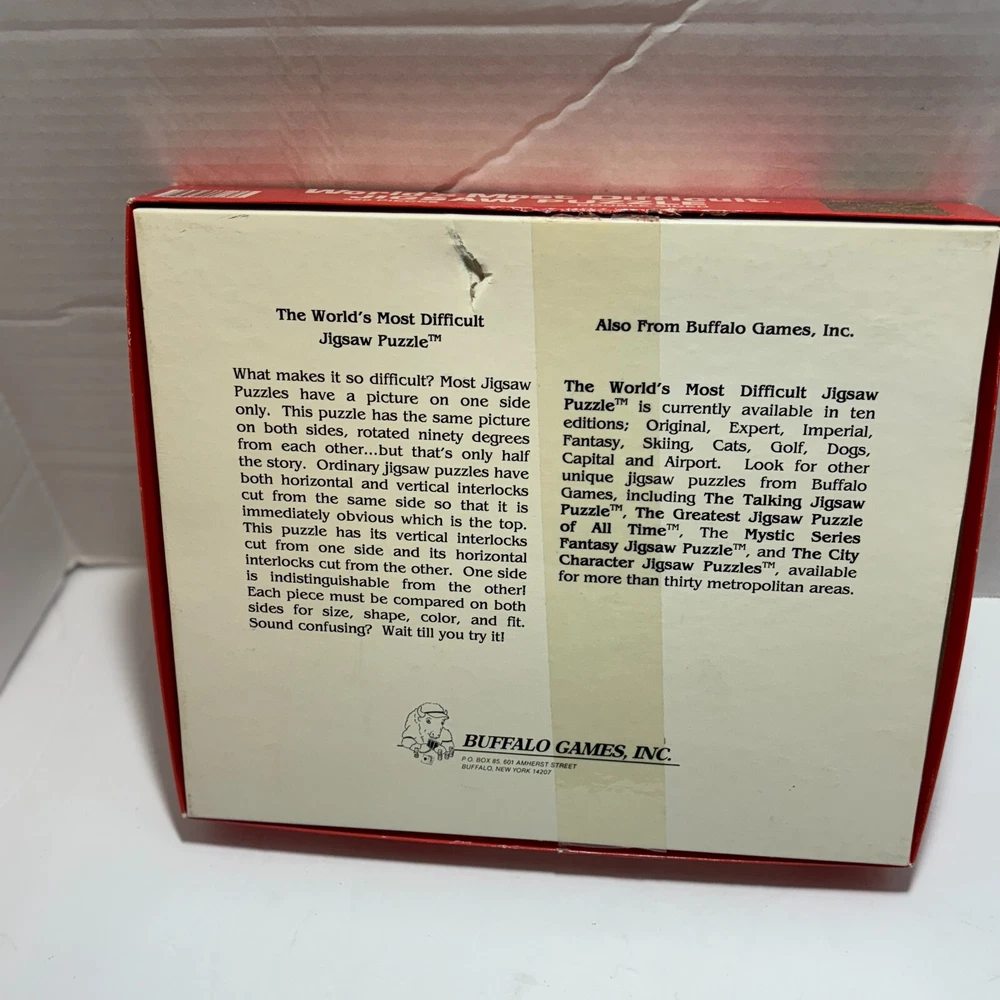 World's Most Difficult
JIGSAW PUZZLE
The World's Most Difficult
Jigsaw Puzzle™
What makes it so difficult? Most Jigsaw
Puzzles have a picture on one side
only. This puzzle has the same picture
on both sides, rotated ninety degrees
from each other...but that's only half
the story. Ordinary jigsaw puzzles have
both horizontal and vertical interlocks
cut from the same side so that it is
immediately obvious which is the top.
This puzzle has its vertical interlocks
cut from one side and its horizontal
interlocks cut from the other. One side
is indistinguishable from the other!
Each piece must be compared on both
sides for size, shape, color, and fit.
Sound confusing? Wait till you try it!
Also From Buffalo Games, Inc.
The World's Most Difficult Jigsaw
Puzzle™ is currently available in ten
editions; Original, Expert, Imperial,
Fantasy, Skiing, Cats, Golf, Dogs,
Capital and Airport. Look for other
unique jigsaw puzzles from Buffalo
Games, including The Talking Jigsaw
Puzzle™, The Greatest Jigsaw Puzzle
of All Time™, The Mystic Series
Fantasy Jigsaw Puzzle™, and The City
Character Jigsaw Puzzles™, available
for more than thirty metropolitan areas.
BUFFALO GAMES, INC.
P.O. BOX 85, 601 AMHERST STREET
BUFFALO, NEW YORK 14207